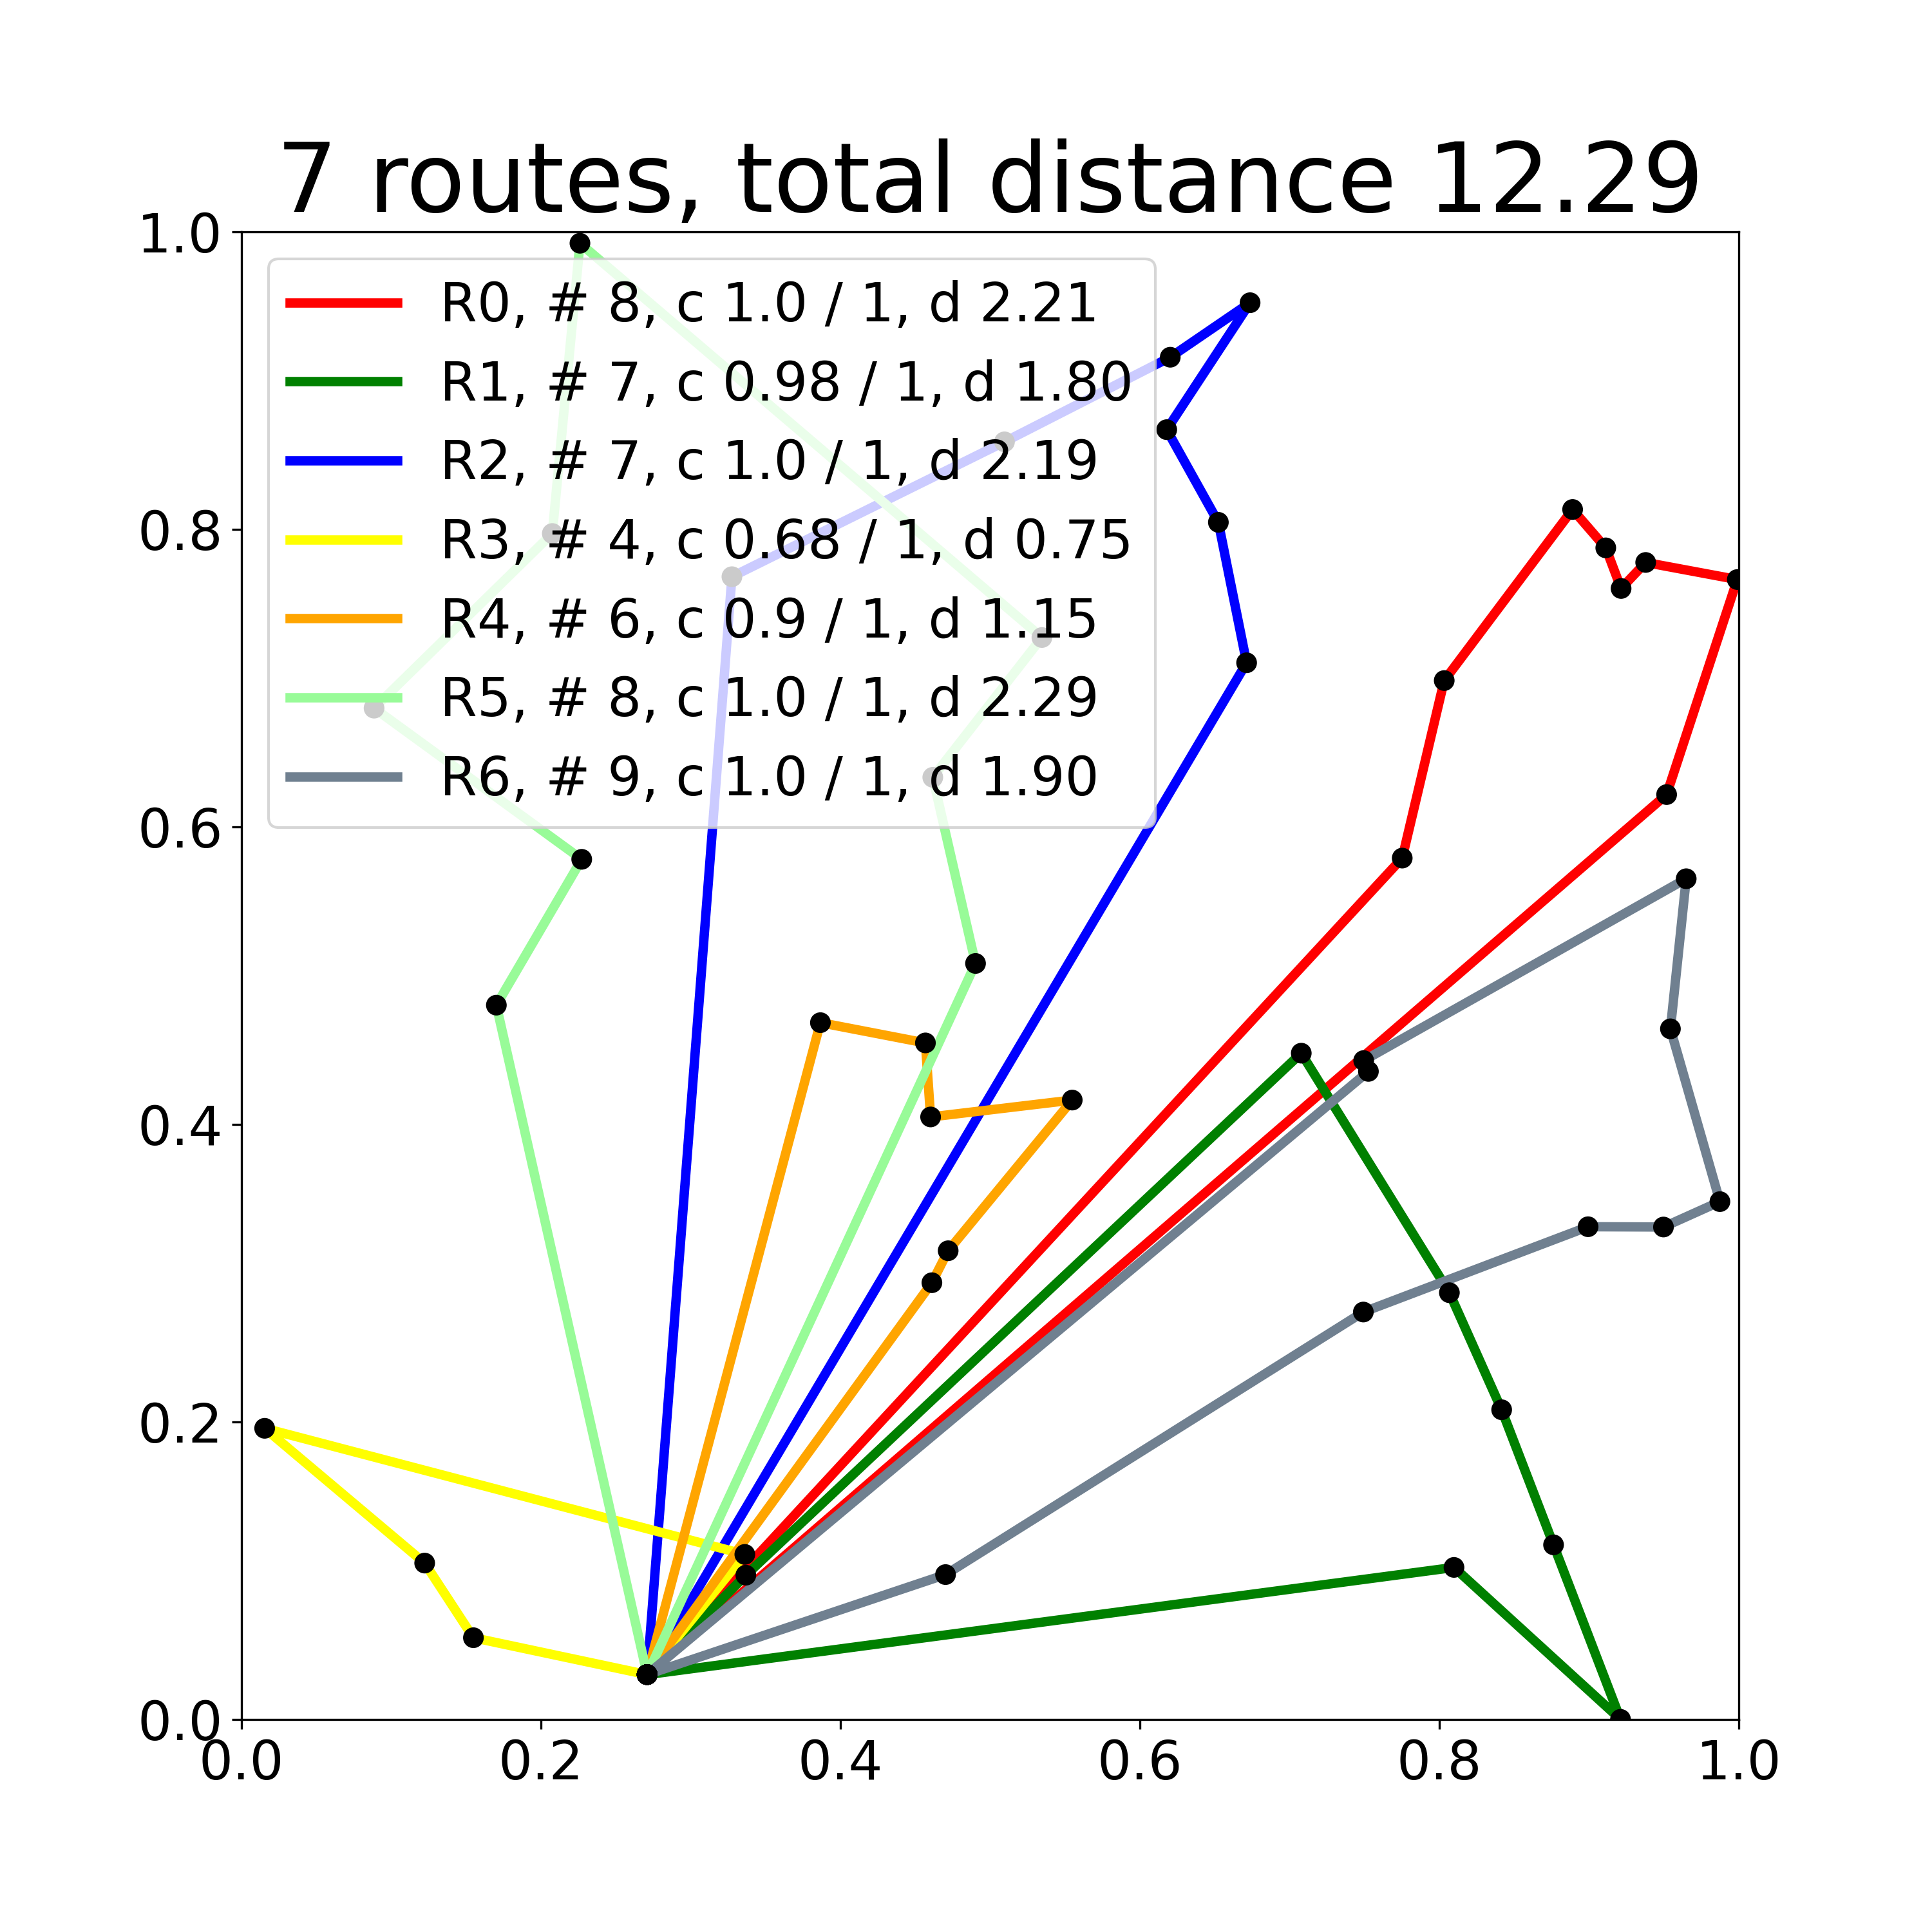 7 routes, total distance 12.29
1.0
0.8
0.6
0.4
0.2
0.0
R0, # 8, c 1.0 / 1, d 2.21
R1, # 7, c 0.98 / 1, d 1.80
R2, # 7, c 1.0 / 1, d 2.19
R3, # 4, c 0.68 / 1, d 0.75
R4, # 6, c 0.9 / 1, d 1.15
R5, # 8, c 1.0 / 1, d 2.29
R6, # 9, c 1.0 / 1, d 1.90
0.0 0.2 0.4 0.6 0.8 1.0